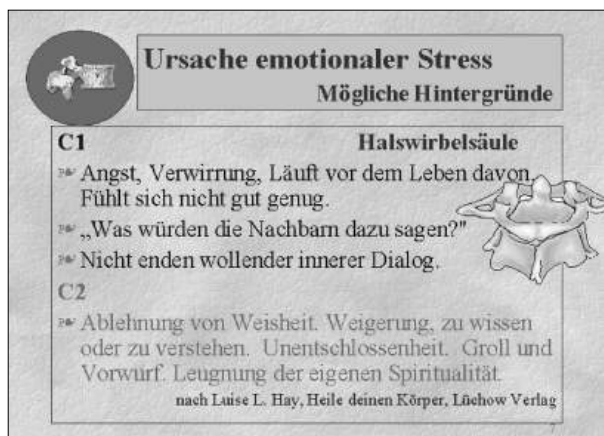 Ursache emotionaler Stress
Mögliche Hintergründe
C1 Halswirbelsäule
Angst, Verwirrung, Läuft vor dem Leben davon.
Fühlt sich nicht gut genug.
„Was würden die Nachbarn dazu sagen?"
Nicht enden wollender innerer Dialog.
C2
Ablehnung von Weisheit. Weigerung, zu wissen
oder zu verstehen. Unentschlossenheit. Groll und
Vorwurf. Leugnung der eigenen Spiritualität.
nach Luise L. Hay, Heile deinen Körper, Lüchow Verlag
7